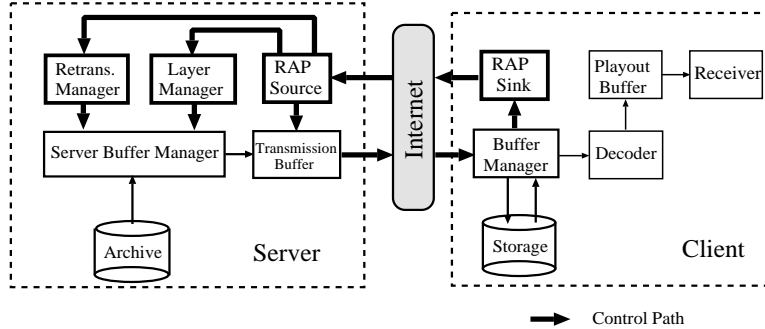 Retrans.
Manager
Layer
Manager
RAP
Source
Server Buffer Manager
Transmission
Buffer
Archive
Server
Internet
RAP
Sink
Buffer
Manager
Storage
Playout
Buffer
Receiver
Decoder
Client
Control Path